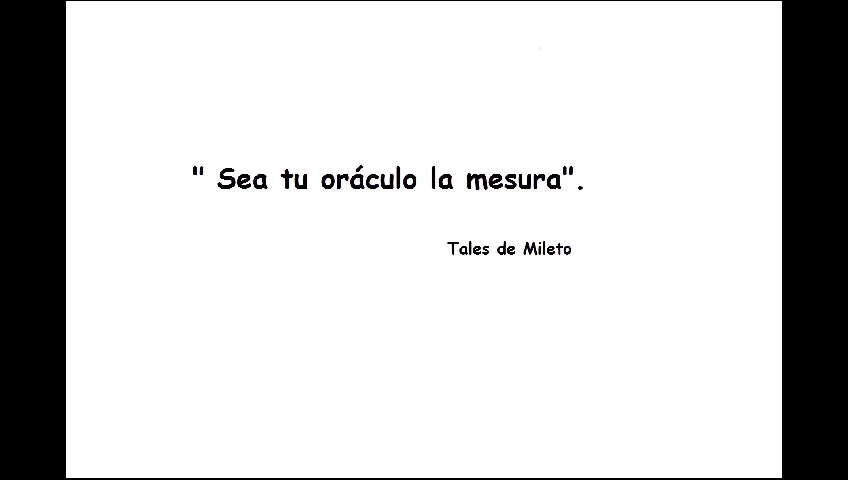 " Sea tu oráculo la mesura".
Tales de Mileto